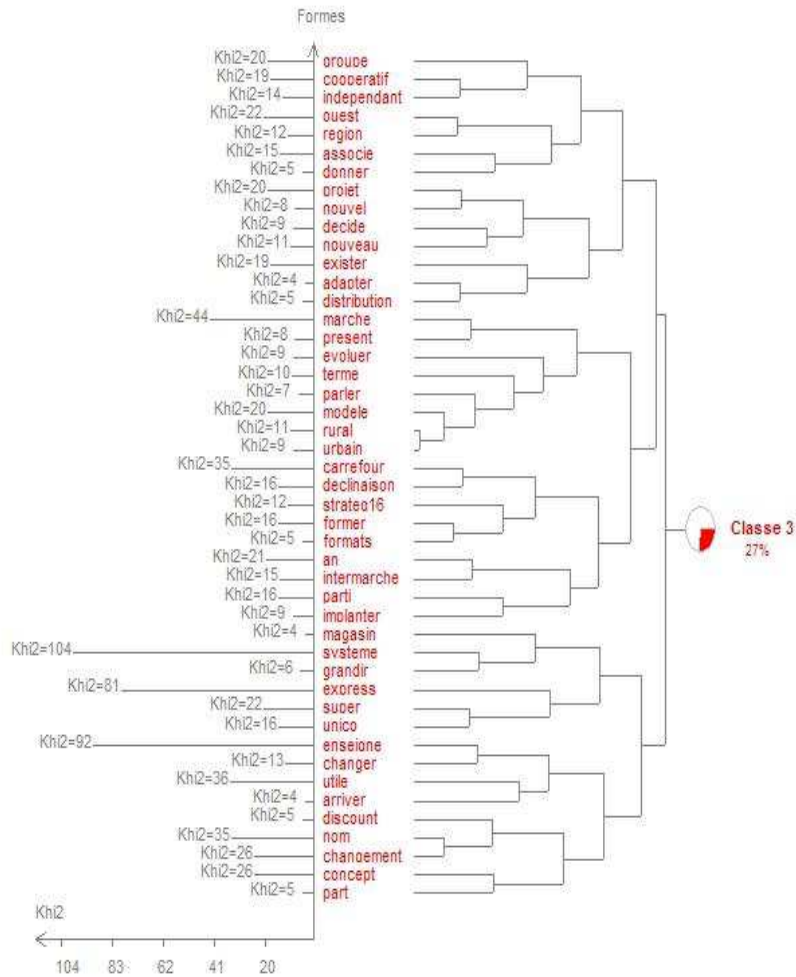 Formes
Khi2=20 groupe
Khi2=19 cooperatif
Khi2=14 independant
Khi2=22 ouest
Khi2=12 region
Khi2=15 associe
Khi2=5 donner
Khi2=20 projet
Khi2=8 nouvel
Khi2=9 decide
Khi2=11 nouveau
Khi2=19 exister
Khi2=4 adapter
Khi2=5 distribution
Khi2=44 marche
Khi2=8 present
Khi2=9 evoluer
Khi2=10 terme
Khi2=7 parler
Khi2=20 modele
Khi2=11 rural
Khi2=9 urbain
Khi2=35 carrefour
Khi2=16 declinaison
Khi2=12 strateg16
Khi2=16 former
Khi2=5 formats
Khi2=21 an
Khi2=15 intermarche
Khi2=16 parti
Khi2=9 implanter
Khi2=4 magasin
Khi2=104 systeme
Khi2=6 grandir
Khi2=81 express
Khi2=22 super
Khi2=16 unico
Khi2=92 enseigne
Khi2=13 changer
Khi2=36 utile
Khi2=4 arriver
Khi2=5 discount
Khi2=35 nom
Khi2=26 changement
Khi2=26 concept
Khi2=5 part
Classe 3
27%
Khi2
104 83 62 41 20